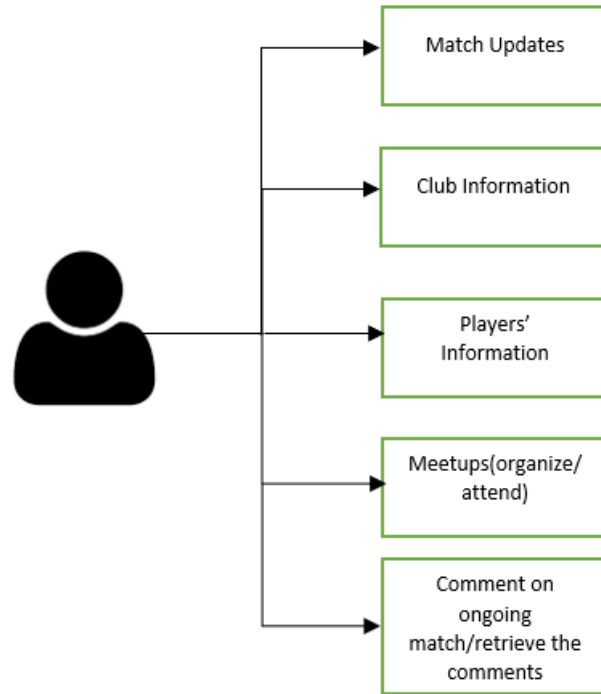 Match Updates
Club Information
Players’
Information
Meetups(organize/
attend)
Comment on
ongoing
match/retrieve the
comments